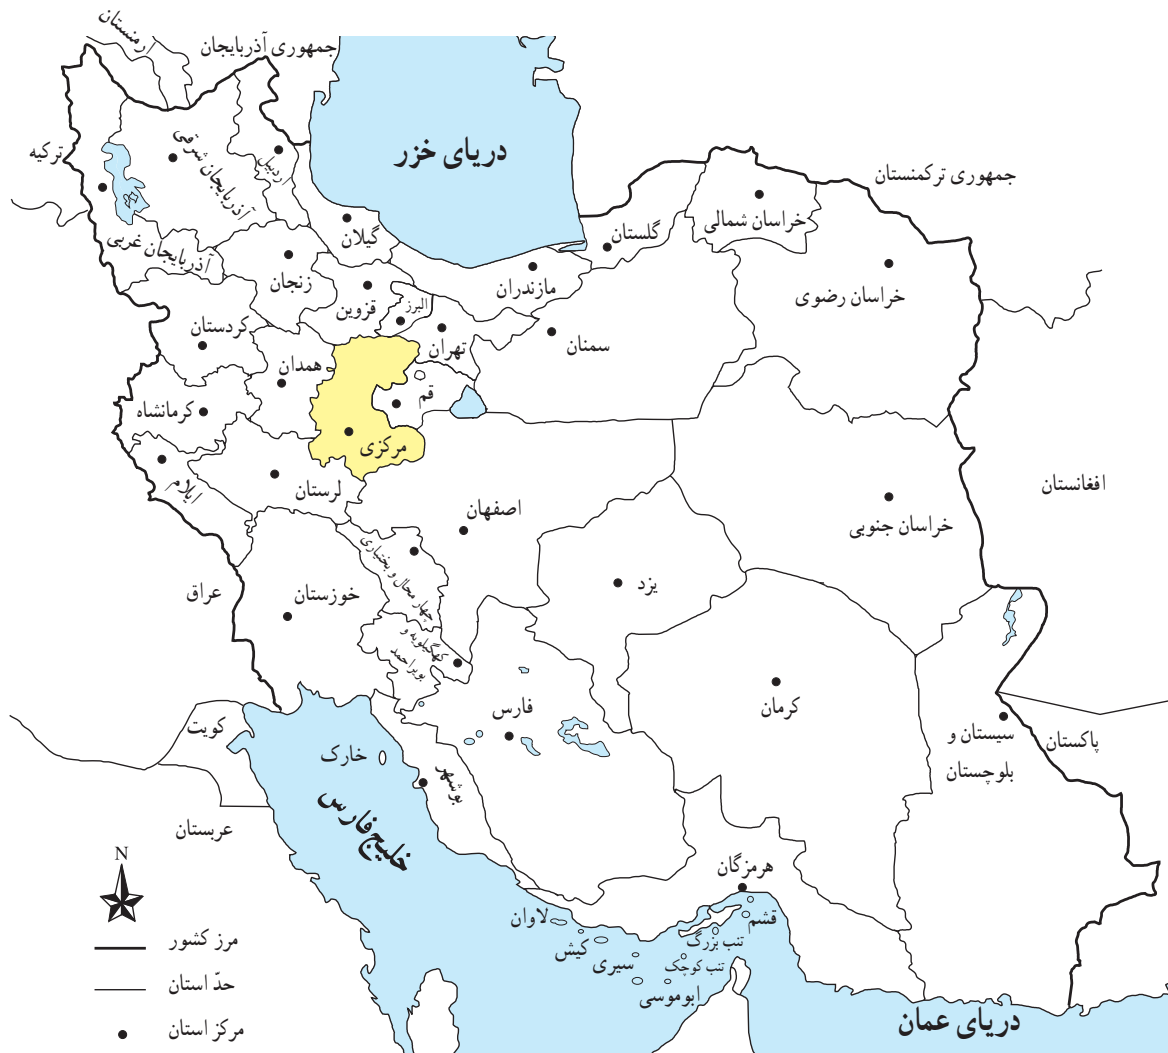 رمنستان
جمهوری آذربایجان
ترکیه
دریای خزر
جمهوری ترکمنستان
آذربایجان شرقی
اردبیل
آذربایجان غربی
گیلان
گلستان
خراسان شمالی
زنجان
قزوین
البرز
مازندران
خراسان رضوی
کردستان
تهران
سمنان
همدان
قم
کرمانشاه
مرکزی
ایلام
لرستان
اصفهان
افغانستان
خراسان جنوبی
چهار محال و بختیاری
یزد
عراق
خوزستان
کهگیلویه و
بویراحمد
فارس
کرمان
کویت
خارک
سیستان و
بلوچستان
پاکستان
بوشهر
خلیج فارس
عربستان
هرمزگان
قشم
لاوان
کیش
سیری
تنب بزرگ
تنب کوچک
ابوموسی
دریای عمان
N
مرز کشور
حدّ استان
مرکز استان